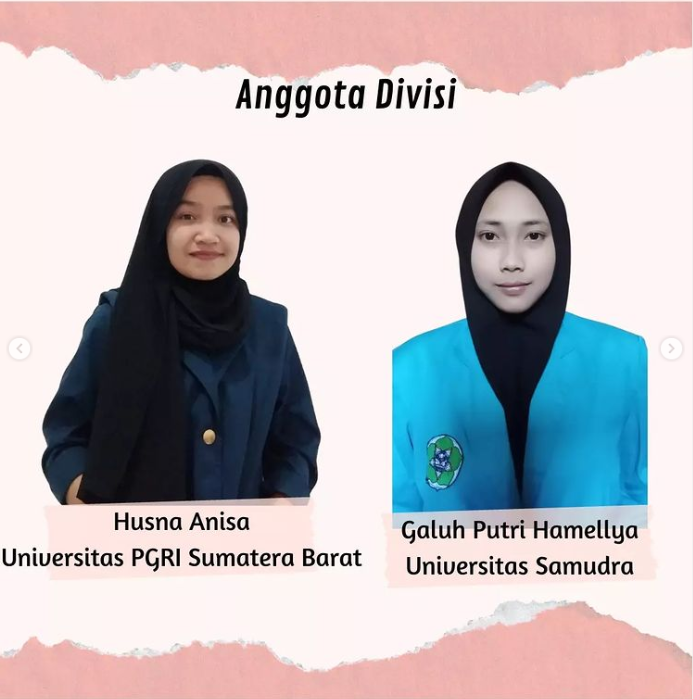 Anggota Divisi
Husna Anisa
Universitas PGRI Sumatera Barat
Galuh Putri Hamellya
Universitas Samudra